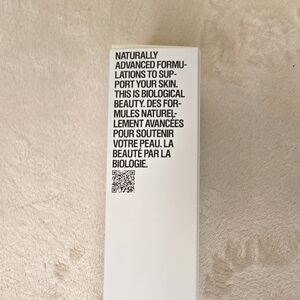 NATURALLY
ADVANCED FORMU-
LATIONS TO SUP-
PORT YOUR SKIN.
THIS IS BIOLOGICAL
BEAUTY. DES FOR-
MULES NATUREL-
LEMENT AVANCÉES
POUR SOUTENIR
VOTRE PEAU. LA
BEAUTÉ PAR LA
BIOLOGIE.